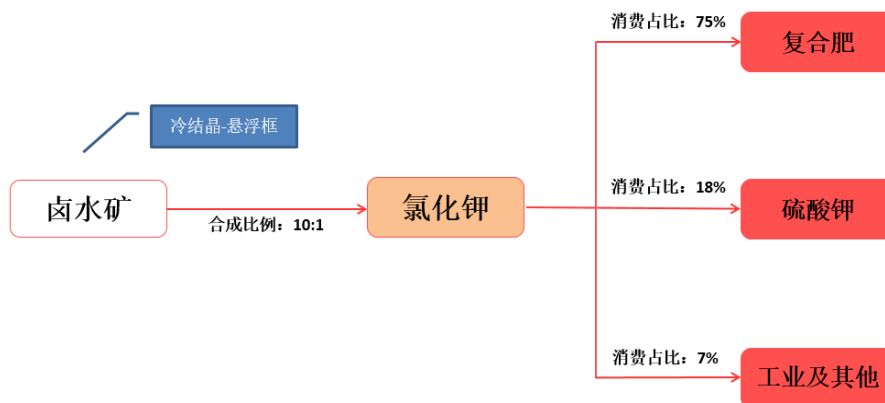 消费占比：75%
复合肥
冷结晶-悬浮框
卤水矿
合成比例：10:1
氯化钾
消费占比：18%
硫酸钾
消费占比：7%
工业及其他